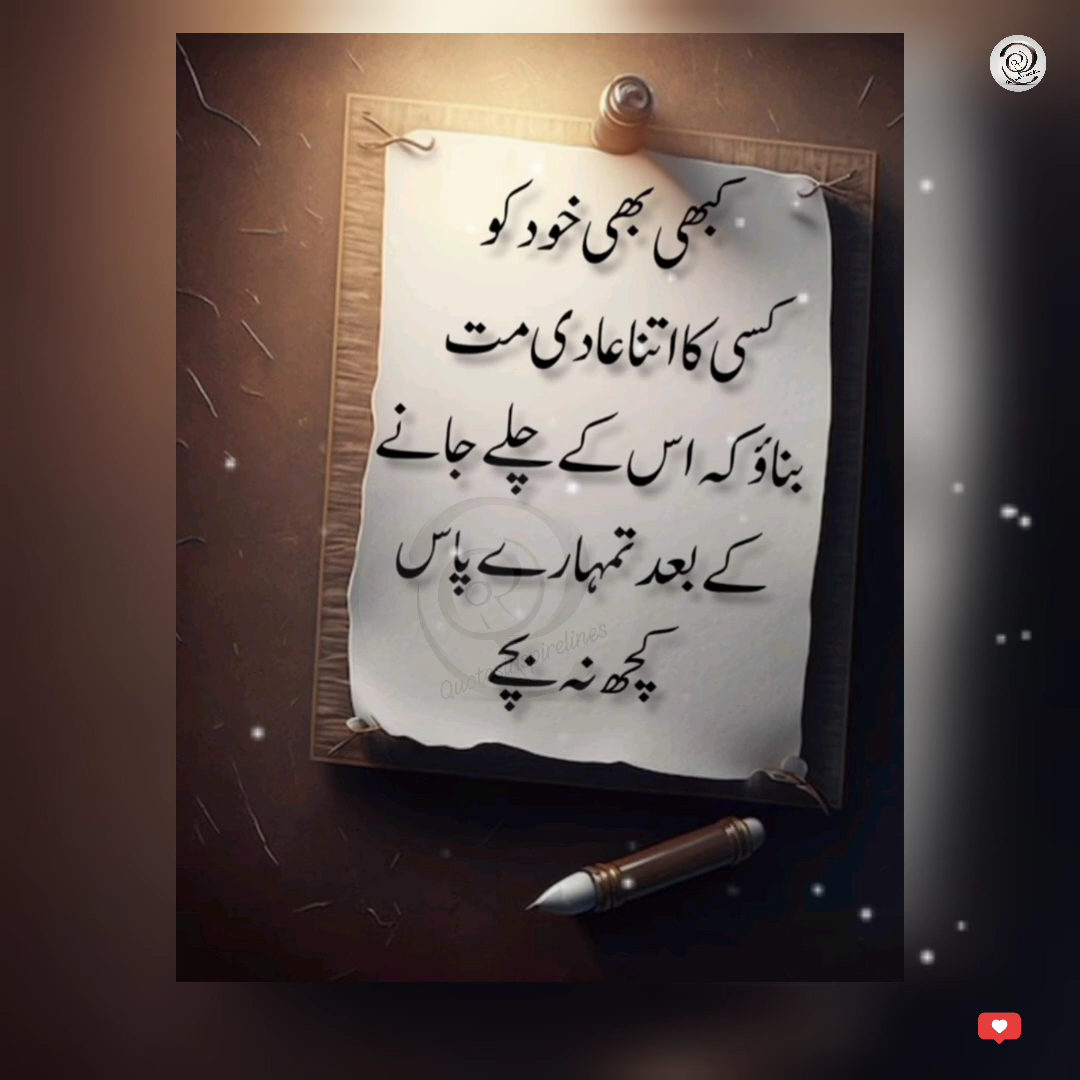 کبھی بھی خود کو
کسی کا اتنا عادی مت
بناؤ کہ اس کے چلے جانے
کے بعد تمہارے پاس
کچھ نہ بچے